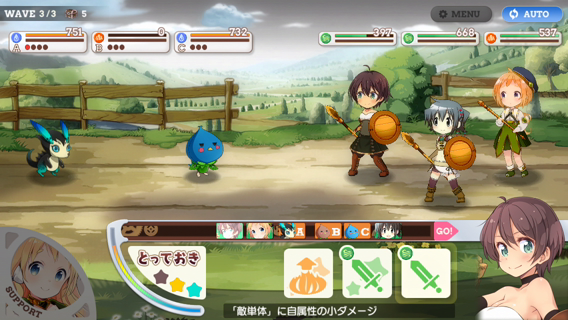 WAVE 3/3 5
MENU
AUTO
751
0
732
A
B
C
397
668
537
A B C GO!
とっておき
SUPPORT
「敵単体」に自属性の小ダメージ